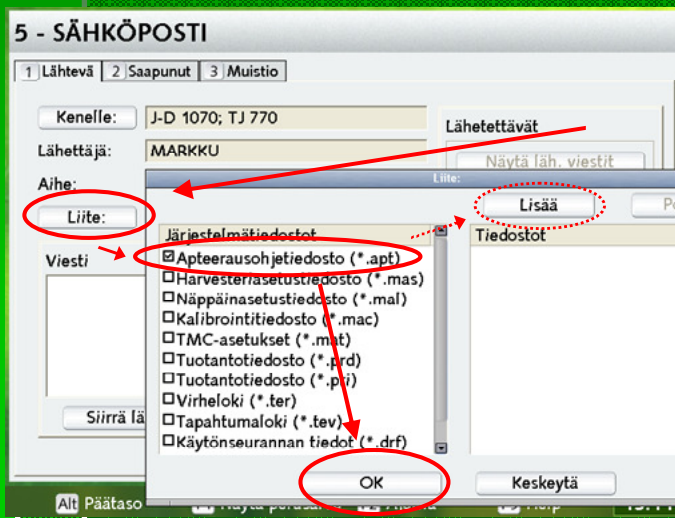 5 - SÄHKÖPOSTI
1 Lähtevä 2 Saapunut 3 Muistio
Kenelle: J-D 1070; TJ 770
Lähettäjä: MARKKU
Lähetettävät
Näytä läh. viestit
Aihe:
Liite:
Liite:
Lisää
Järjestelmätiedostot
Tiedostot
Viesti
Apteerausohjetiedosto (*.apt)
Harvesteriasetustiedosto (*.mas)
Näppäinasetustiedosto (*.mal)
Kalibrointitiedosto (*.mac)
TMC-asetukset (*.mat)
Tuotantotiedosto (*.prd)
Tuotantotiedosto (*.pri)
Virheloki (*.ter)
Tapahtumaloki (*.tev)
Käytönseurannan tiedot (*.drf)
Siirrä lä
OK
Keskeytä
Alt Päätaso